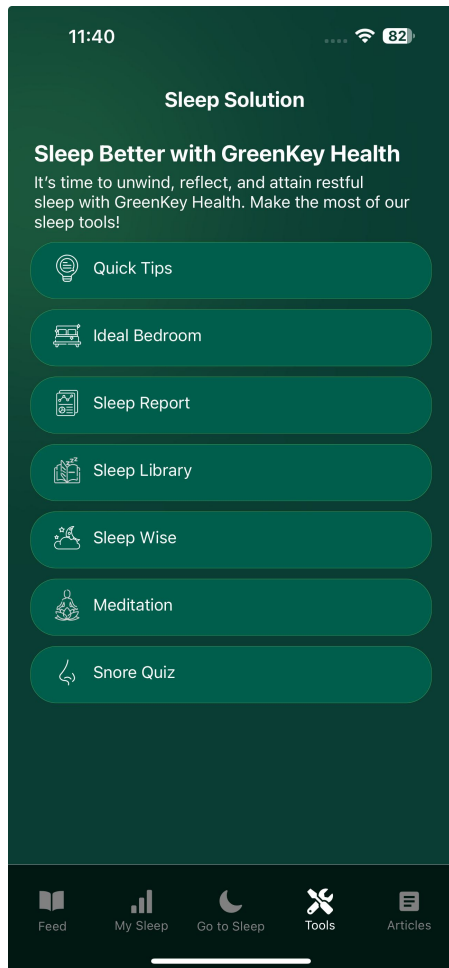 11:40
82
Sleep Solution
Sleep Better with GreenKey Health
It’s time to unwind, reflect, and attain restful
sleep with GreenKey Health. Make the most of our
sleep tools!
Quick Tips
Ideal Bedroom
Sleep Report
Sleep Library
Sleep Wise
Meditation
Snore Quiz
Feed
My Sleep
Go to Sleep
Tools
Articles